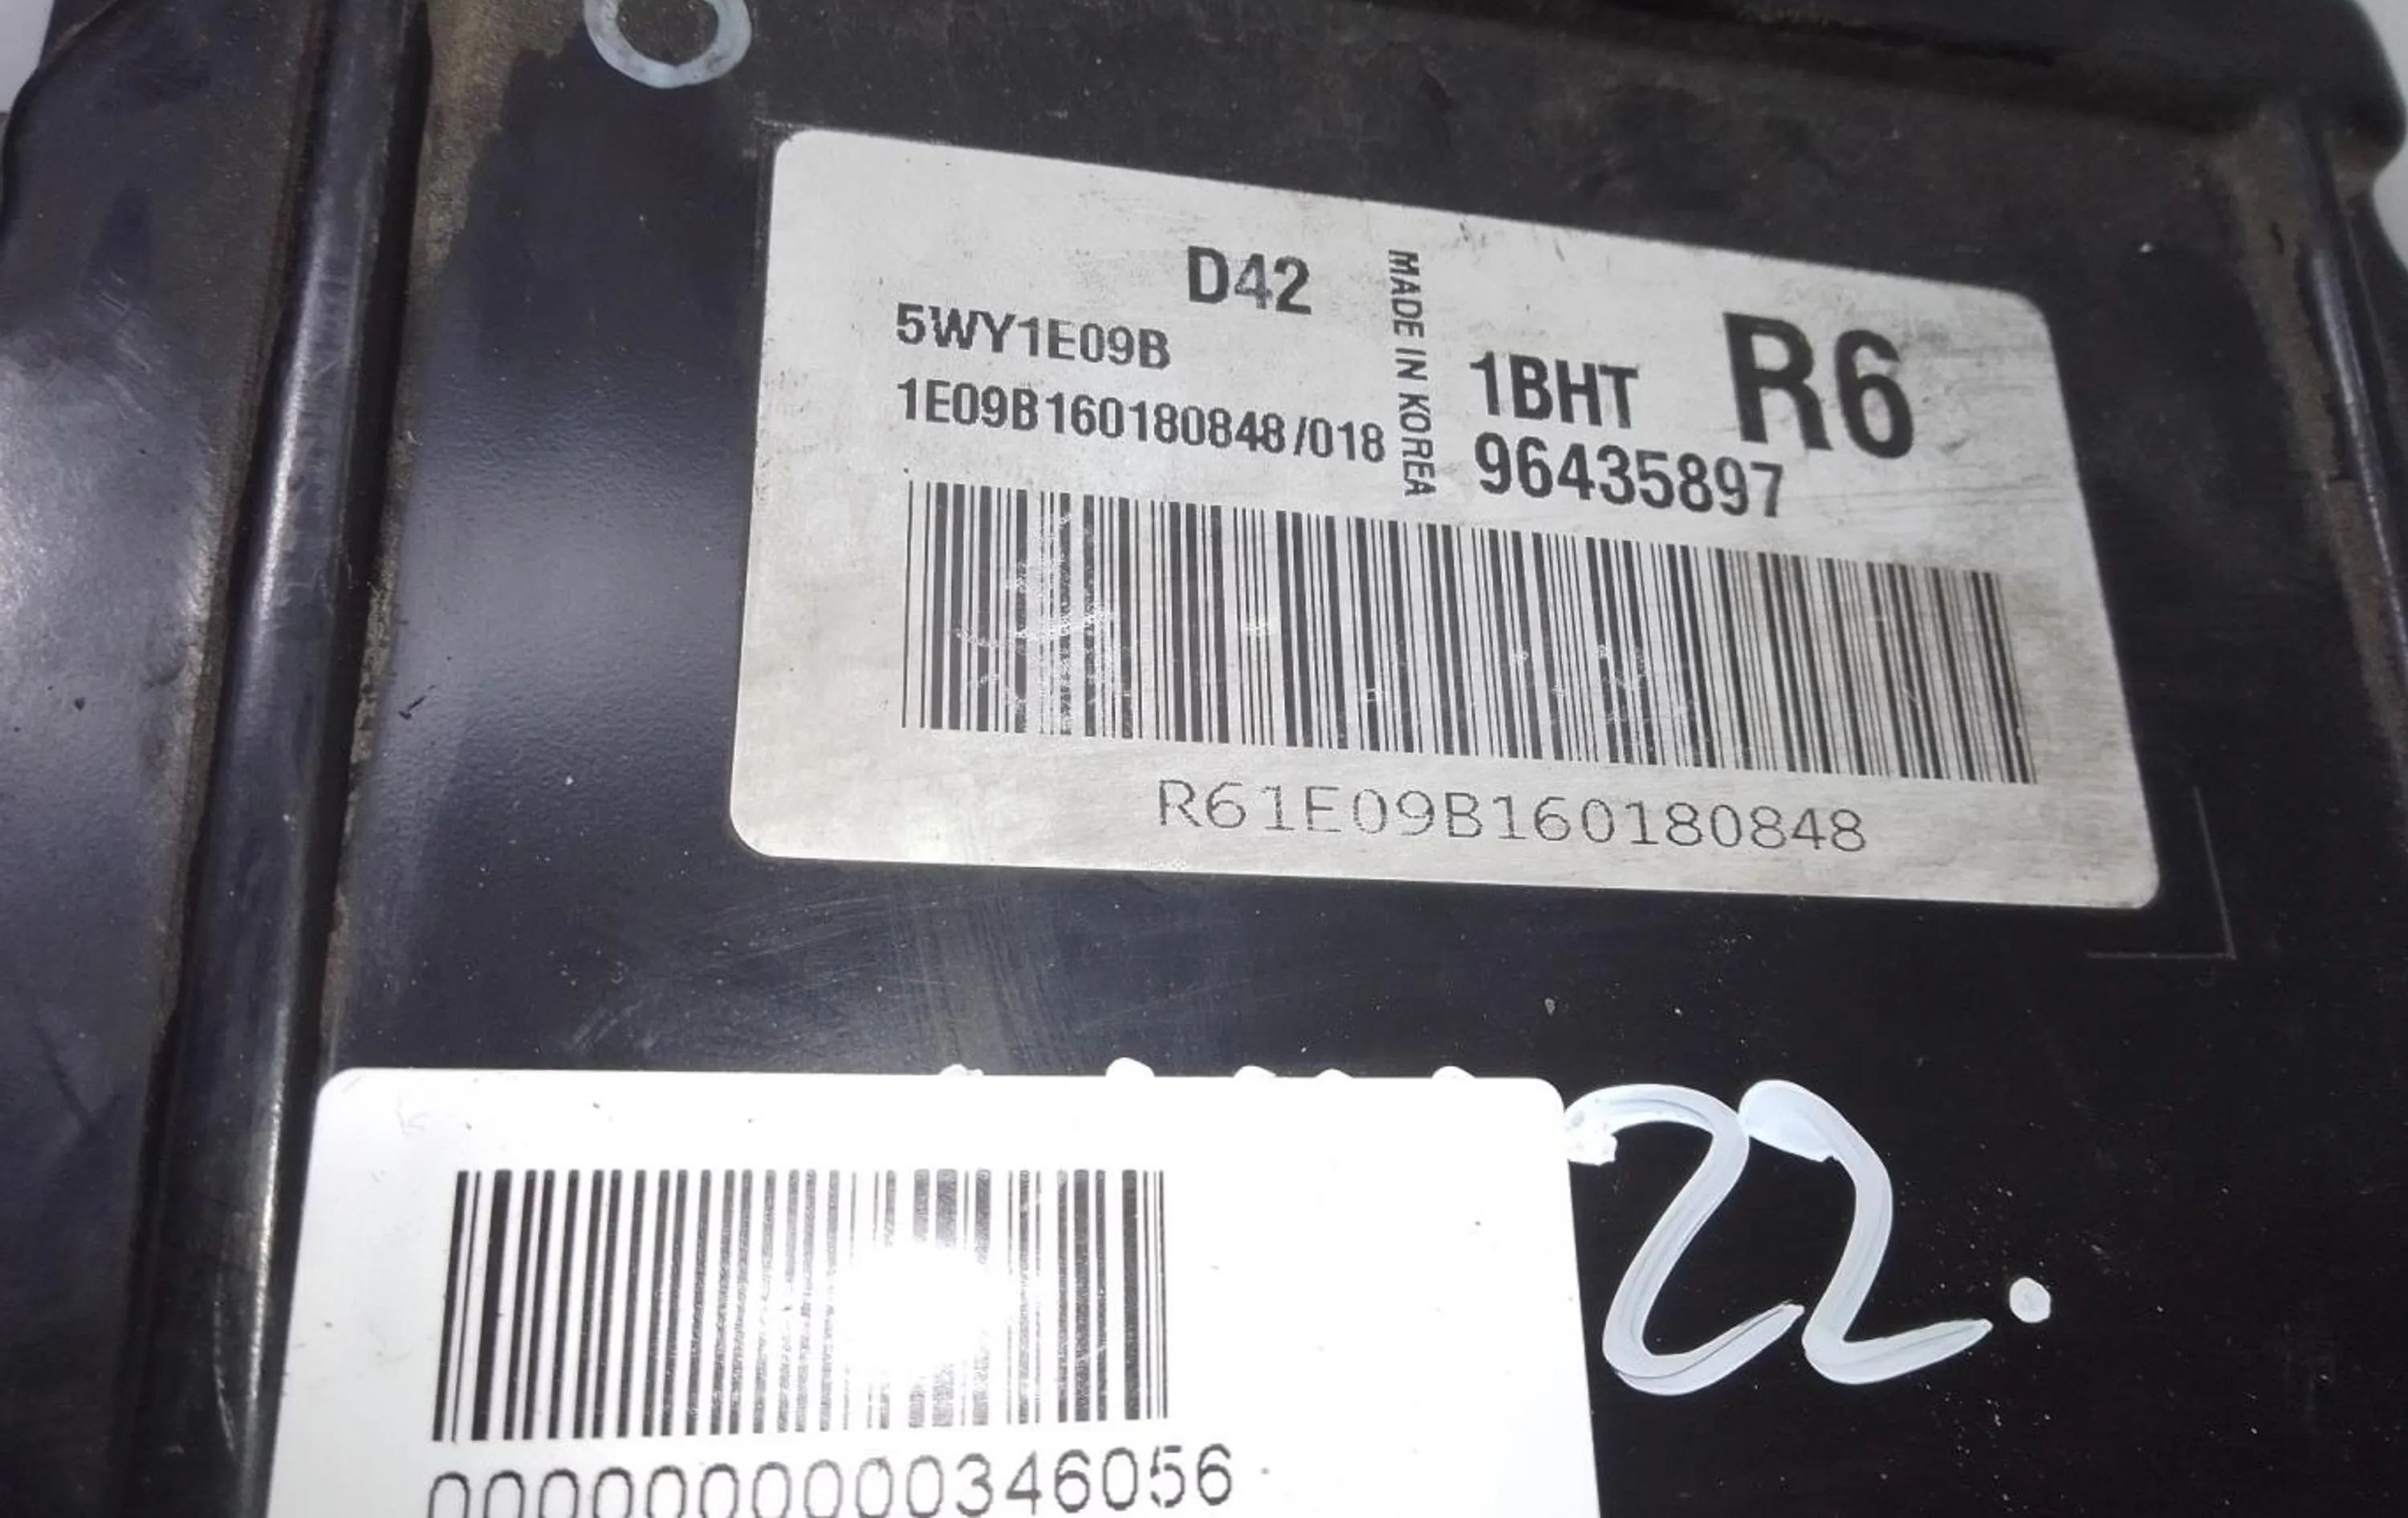 D42
5WY1E09B
1E09B160180848/018
MADE IN KOREA
1BHT R6
96435897
R61E09B160180848
22.
0000000000346056